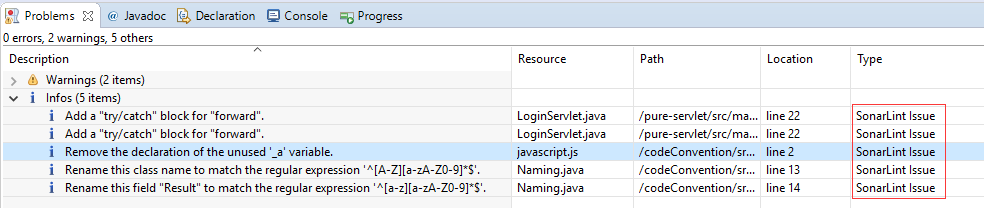 Problems @ Javadoc Declaration Console Progress
0 errors, 2 warnings, 5 others
Description Resource Path Location Type
Warnings (2 items)
Infos (5 items)
Add a "try/catch" block for "forward". LoginServlet.java /pure-servlet/src/ma... line 22 SonarLint Issue
Add a "try/catch" block for "forward". LoginServlet.java /pure-servlet/src/ma... line 22 SonarLint Issue
Remove the declaration of the unused '_a' variable. javascript.js /codeConvention/sr... line 2 SonarLint Issue
Rename this class name to match the regular expression '^[A-Z][a-zA-Z0-9]*$'. Naming.java /codeConvention/sr... line 13 SonarLint Issue
Rename this field "Result" to match the regular expression '^[a-z][a-zA-Z0-9]*$'. Naming.java /codeConvention/sr... line 14 SonarLint Issue